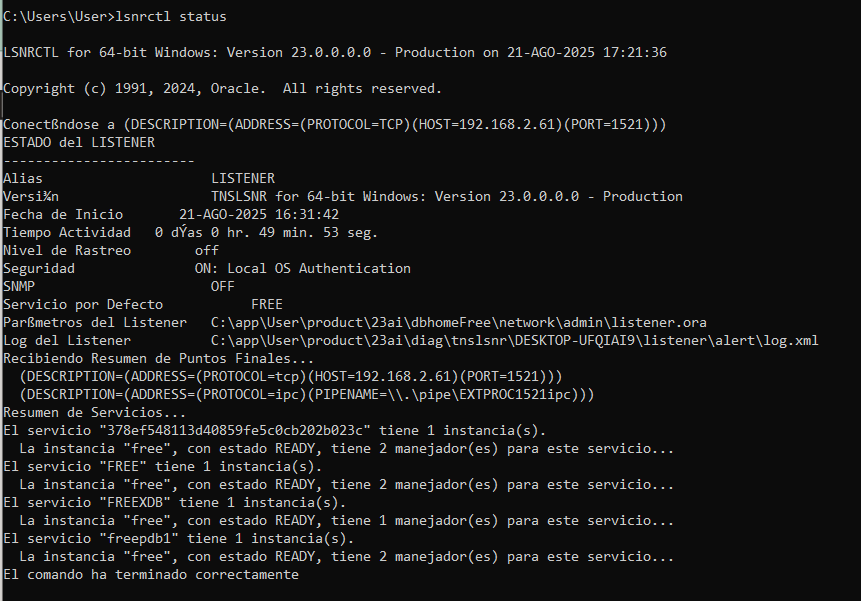 C:\Users\User>lsnrctl status
LSNRCTL for 64-bit Windows: Version 23.0.0.0.0 - Production on 21-AGO-2025 17:21:36
Copyright (c) 1991, 2024, Oracle.  All rights reserved.
Conectßndose a (DESCRIPTION=(ADDRESS=(PROTOCOL=TCP)(HOST=192.168.2.61)(PORT=1521)))
ESTADO del LISTENER
------------------------
Alias                     LISTENER
Versi¾n                   TNSLSNR for 64-bit Windows: Version 23.0.0.0.0 - Production
Fecha de Inicio       21-AGO-2025 16:31:42
Tiempo Actividad   0 dÝas 0 hr. 49 min. 53 seg.
Nivel de Rastreo        off
Seguridad               ON: Local OS Authentication
SNMP                      OFF
Servicio por Defecto           FREE
Parßmetros del Listener   C:\app\User\product\23ai\dbhomeFree\network\admin\listener.ora
Log del Listener          C:\app\User\product\23ai\diag\tnslsnr\DESKTOP-UFQIAI9\listener\alert\log.xml
Recibiendo Resumen de Puntos Finales...
  (DESCRIPTION=(ADDRESS=(PROTOCOL=tcp)(HOST=192.168.2.61)(PORT=1521)))
  (DESCRIPTION=(ADDRESS=(PROTOCOL=ipc)(PIPENAME=\\.\pipe\EXTPROC1521ipc)))
Resumen de Servicios...
El servicio "378ef548113d40859fe5c0cb202b023c" tiene 1 instancia(s).
  La instancia "free", con estado READY, tiene 2 manejador(es) para este servicio...
El servicio "FREE" tiene 1 instancia(s).
  La instancia "free", con estado READY, tiene 2 manejador(es) para este servicio...
El servicio "FREEXDB" tiene 1 instancia(s).
  La instancia "free", con estado READY, tiene 1 manejador(es) para este servicio...
El servicio "freepdb1" tiene 1 instancia(s).
  La instancia "free", con estado READY, tiene 2 manejador(es) para este servicio...
El comando ha terminado correctamente